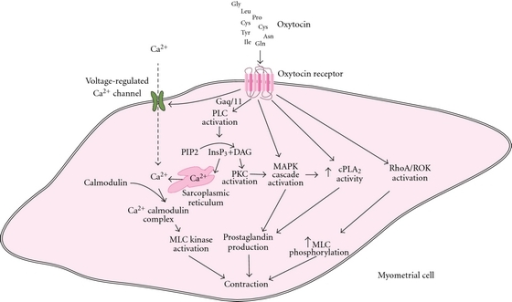 Gly
Leu
Pro
Cys
Cys
Tyr
Asn
Ile
Gln
Oxytocin
Ca2+
Oxytocin receptor
Voltage-regulated
Ca2+ channel
Gaq/11
PLC
activation
PIP2
InsP3+DAG
Ca2+
Ca2+
PKC
activation
MAPK
cascade
activation
cPLA2
activity
RhoA/ROK
activation
Calmodulin
Sarcoplasmic
reticulum
Ca2+ calmodulin
complex
MLC kinase
activation
Prostaglandin
production
MLC
phosphorylation
Contraction
Myometrial cell